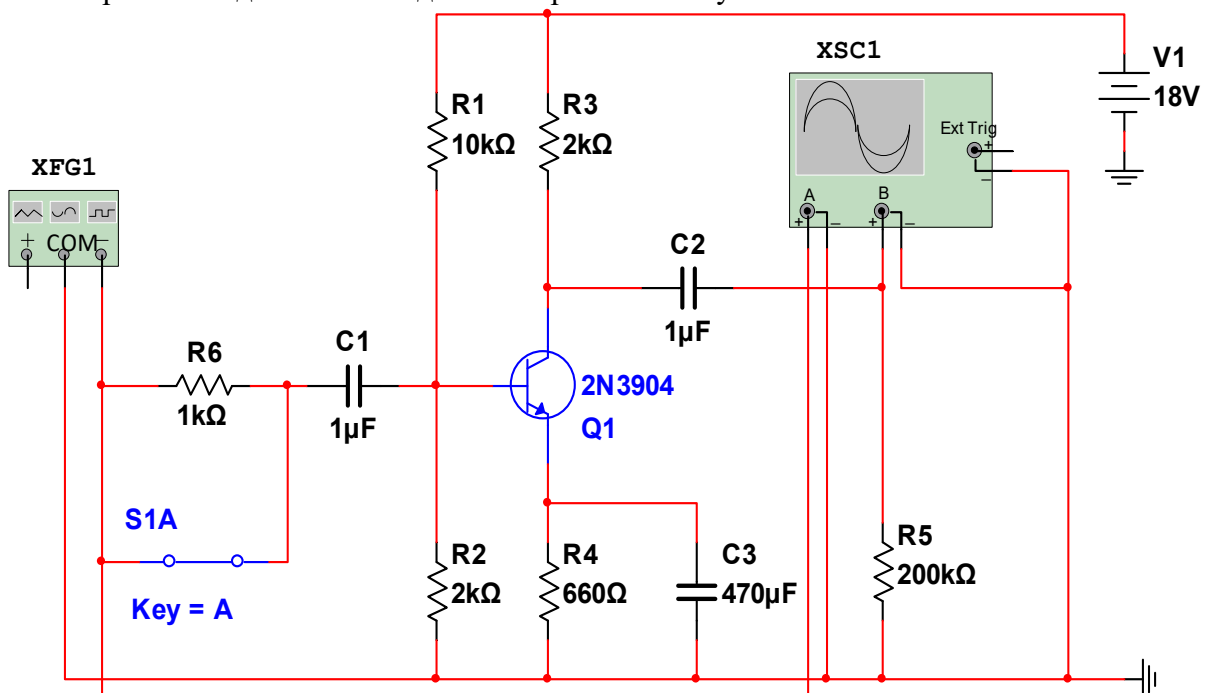 XSC1
V1
18V
R1
10kΩ
R3
2kΩ
Ext Trig
+
−
XFG1
A
B
+ − + −
+ COM −
C2
1µF
R6
1kΩ
C1
1µF
2N3904
Q1
S1A
Key = A
R2
2kΩ
R4
660Ω
C3
470µF
R5
200kΩ